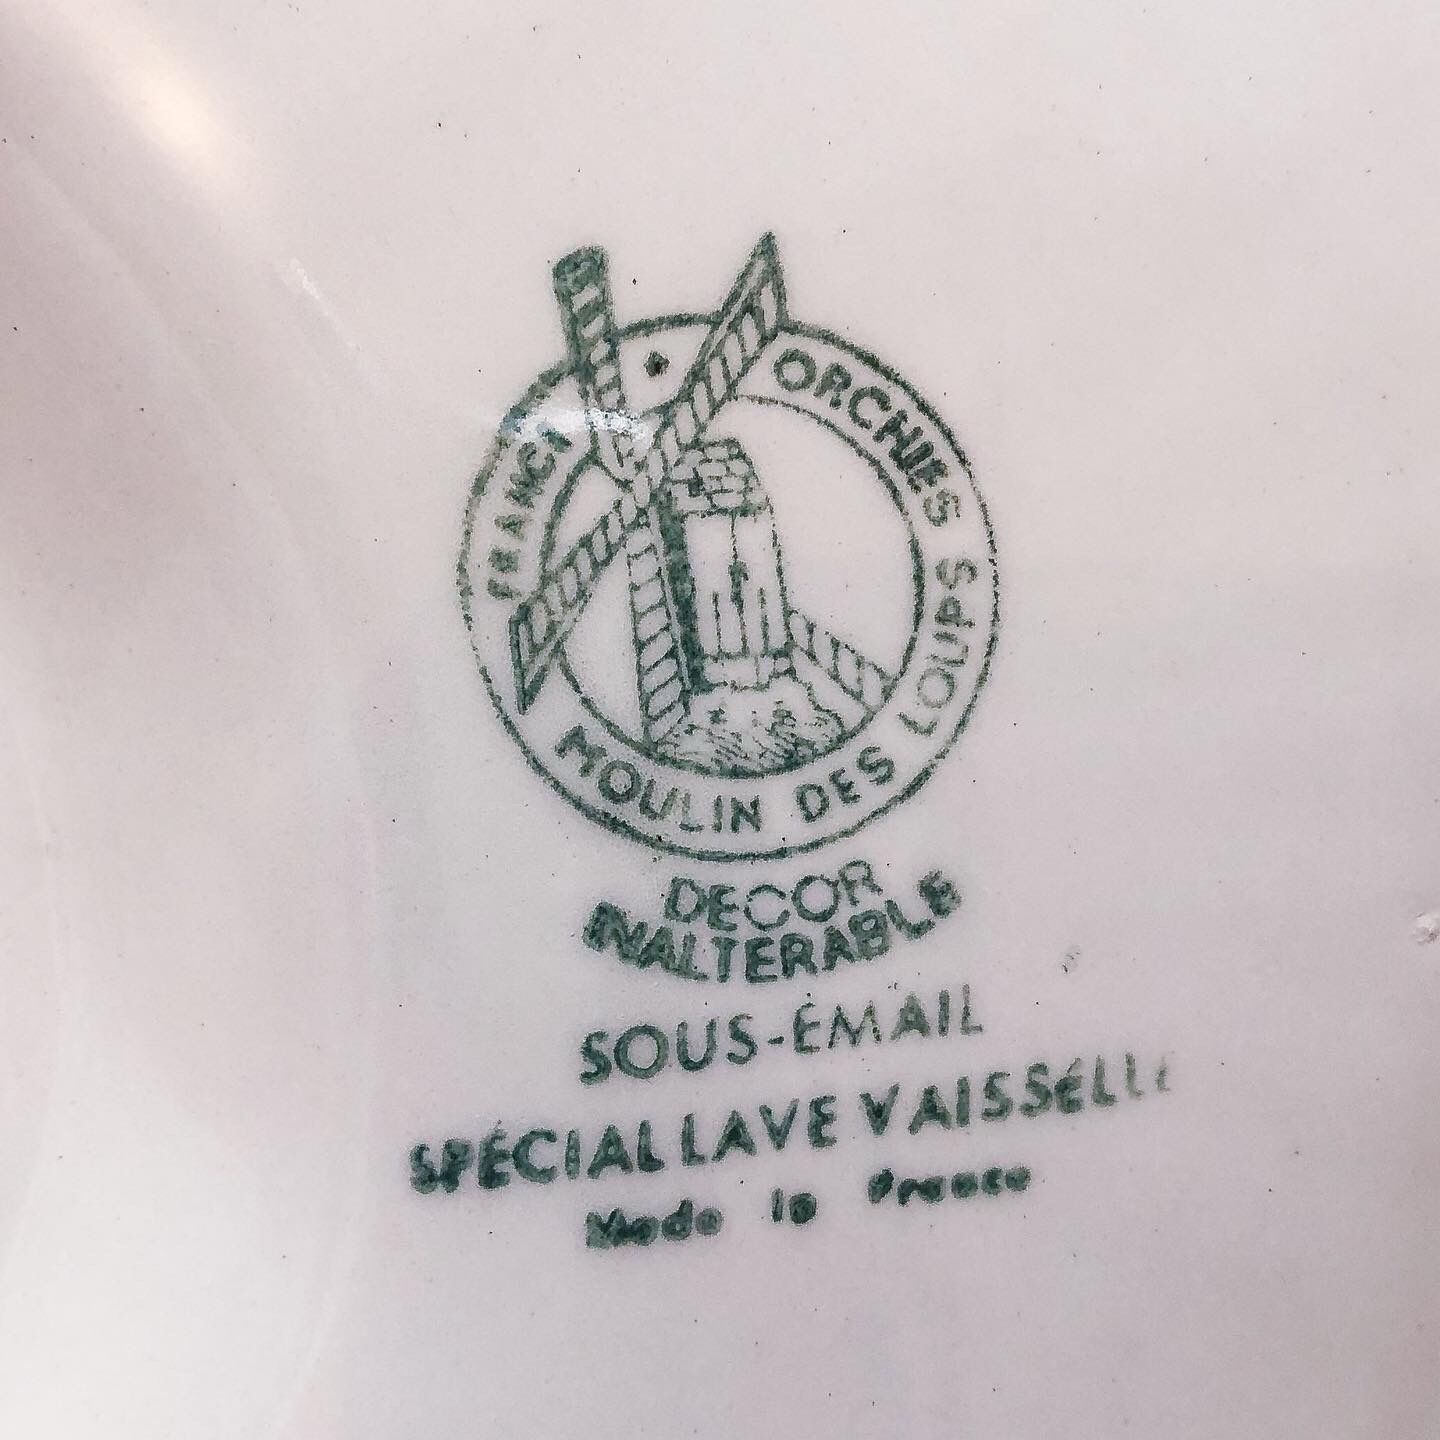 FRANCE
ORCHIES
MOULIN DES LOUPS
DECOR
INALTERABLE
SOUS-ÉMAIL
SPÉCIAL LAVE VAISSELLE
Made in France